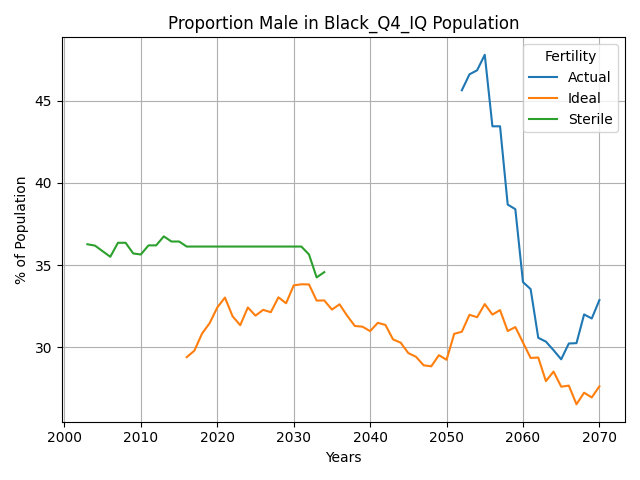 Proportion Male in Black_Q4_IQ Population
Fertility
Actual
Ideal
Sterile
% of Population
45
40
35
30
2000 2010 2020 2030 2040 2050 2060 2070
Years